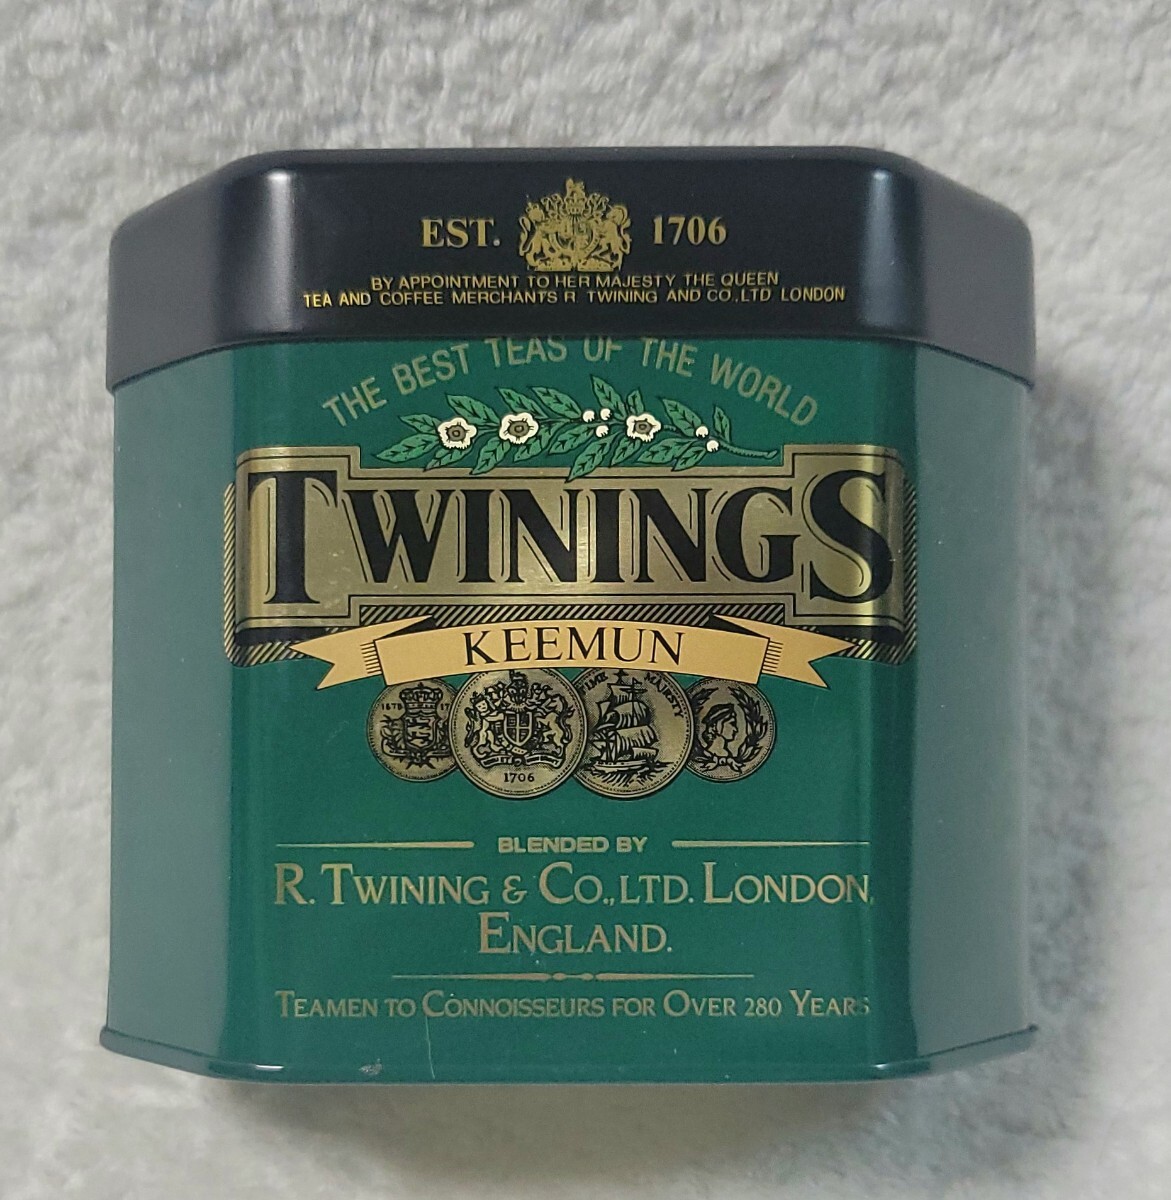 EST. 1706
BY APPOINTMENT TO HER MAJESTY THE QUEEN
TEA AND COFFEE MERCHANTS R. TWINING AND CO., LTD LONDON
THE BEST TEAS OF THE WORLD
TWININGS
KEEMUN
TIME MAJESTY
1706
BLENDED BY
R. TWINING & CO., LTD. LONDON,
ENGLAND.
TEAMEN TO CONNOISSEURS FOR OVER 280 YEARS